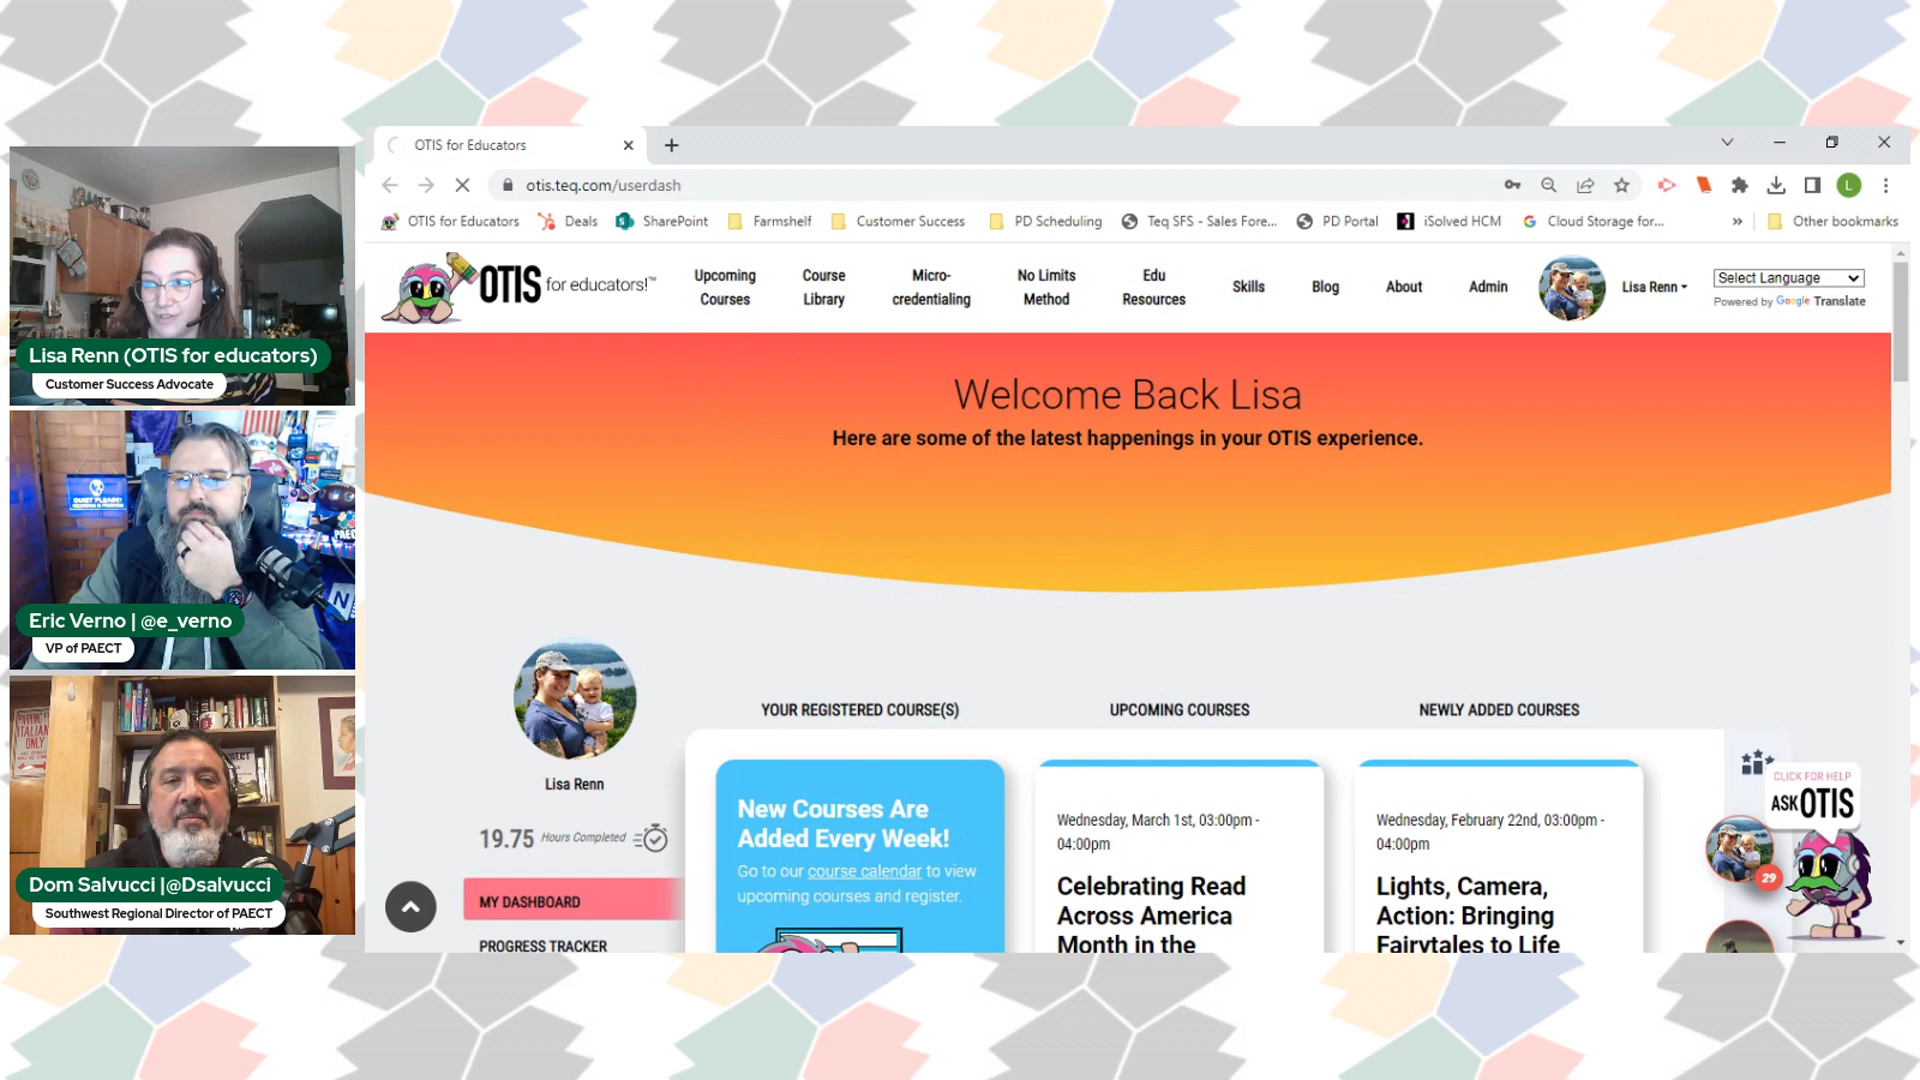 OTIS for Educators
otis.teq.com/userdash
OTIS for Educators
Deals
SharePoint
Farmshelf
Customer Success
PD Scheduling
Teq SFS - Sales Fore...
PD Portal
iSolved HCM
Cloud Storage for...
»
Other bookmarks
L
OTIS for educators!™
Upcoming
Courses
Course
Library
Micro-
credentialing
No Limits
Method
Edu
Resources
Skills
Blog
About
Admin
Lisa Renn
Select Language
Powered by Google Translate
Welcome Back Lisa
Here are some of the latest happenings in your OTIS experience.
Lisa Renn
19.75 Hours Completed
MY DASHBOARD
PROGRESS TRACKER
YOUR REGISTERED COURSE(S)
New Courses Are
Added Every Week!
Go to our course calendar to view
upcoming courses and register.
UPCOMING COURSES
Wednesday, March 1st, 03:00pm -
04:00pm
Celebrating Read
Across America
Month in the
NEWLY ADDED COURSES
Wednesday, February 22nd, 03:00pm -
04:00pm
Lights, Camera,
Action: Bringing
Fairytales to Life
CLICK FOR HELP
ASK OTIS
29
Lisa Renn (OTIS for educators)
Customer Success Advocate
QUIET PLEASE!
PAECT
N
Eric Verno | @e_verno
VP of PAECT
ITALIAN
ONLY
Dom Salvucci |@Dsalvucci
Southwest Regional Director of PAECT